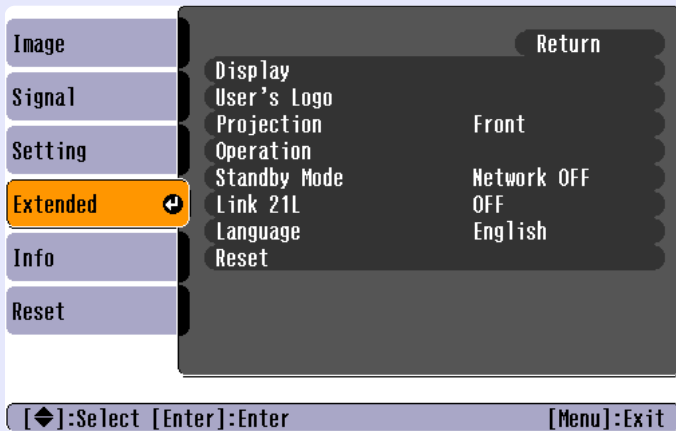 Image
Signal
Setting
Extended
Info
Reset
Return
Display
User's Logo
Projection Front
Operation
Standby Mode Network OFF
Link 21L OFF
Language English
Reset
[◆]:Select [Enter]:Enter [Menu]:Exit